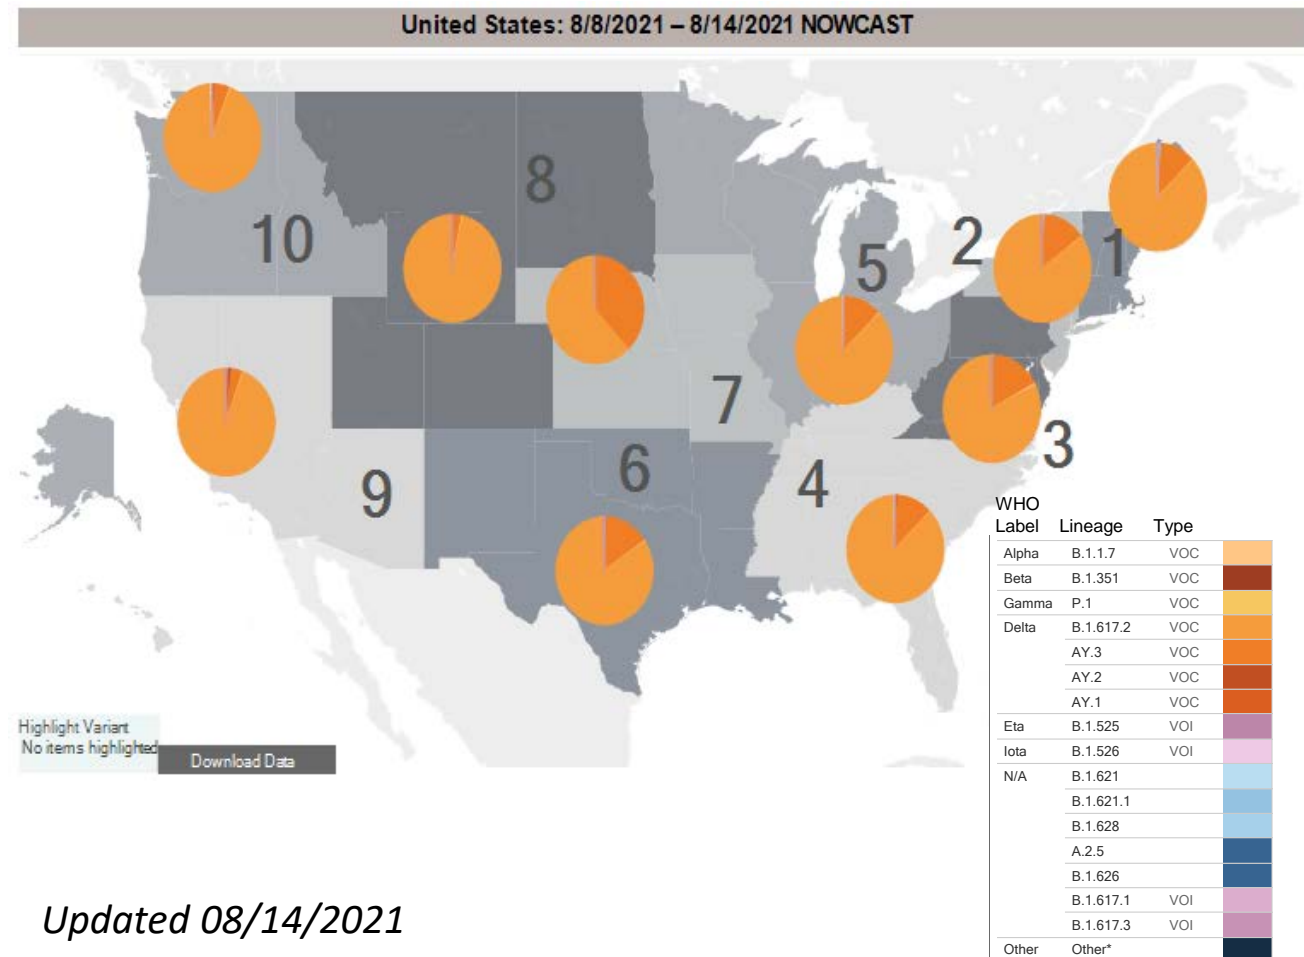 United States: 8/8/2021 – 8/14/2021 NOWCAST
8
10
2
1
5
7
3
6
4
9
WHO
Label Lineage Type
Alpha B.1.1.7 VOC
Beta B.1.351 VOC
Gamma P.1 VOC
Delta B.1.617.2 VOC
AY.3 VOC
AY.2 VOC
AY.1 VOC
Eta B.1.525 VOI
Iota B.1.526 VOI
N/A B.1.621
B.1.621.1
B.1.628
A.2.5
B.1.626
B.1.617.1 VOI
B.1.617.3 VOI
Other Other*
Highlight Variant
No items highlighted
Download Data
Updated 08/14/2021